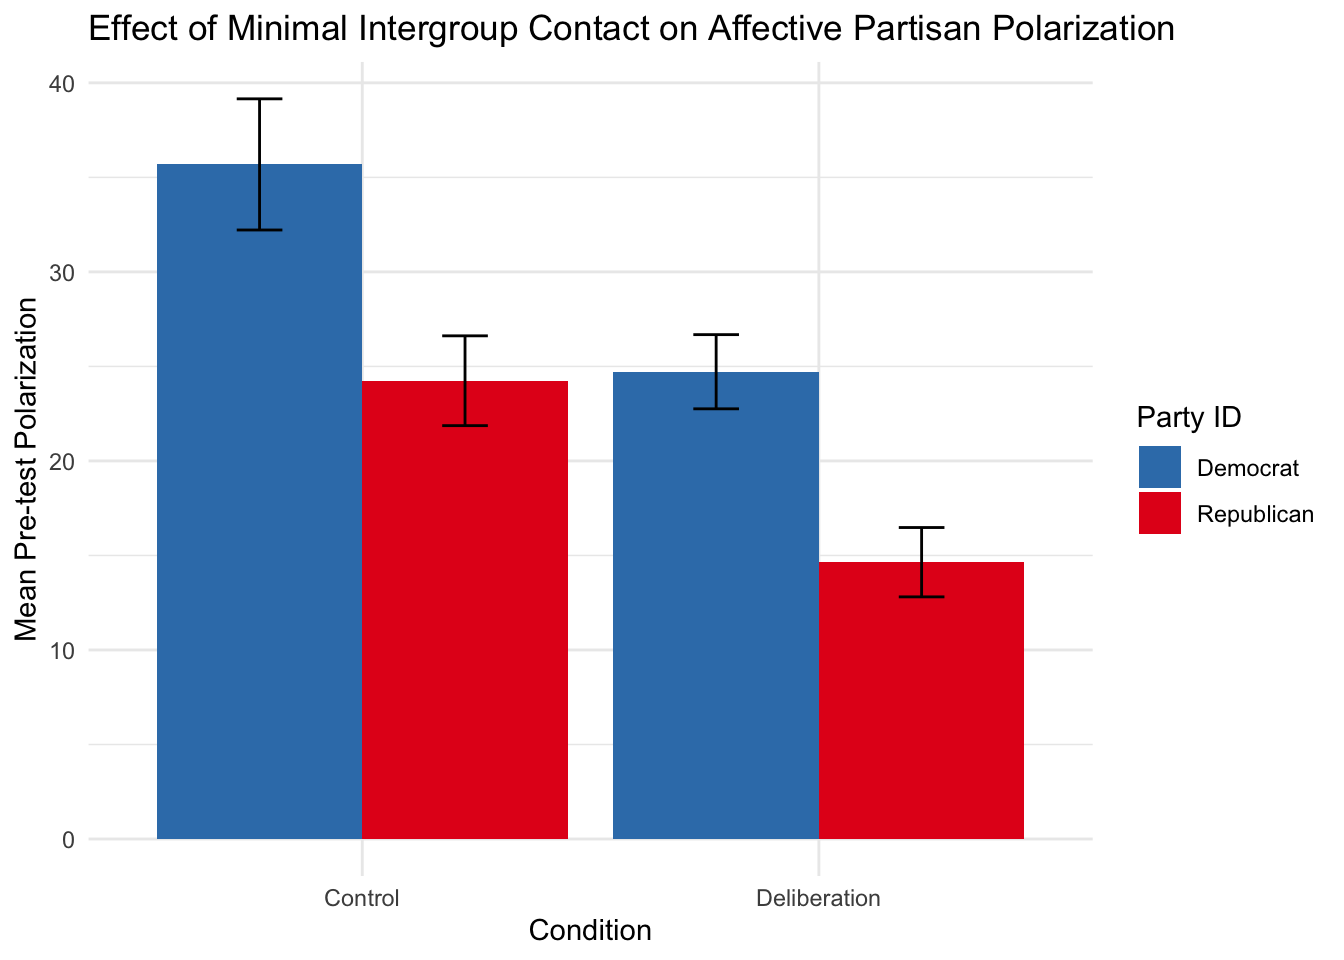 Effect of Minimal Intergroup Contact on Affective Partisan Polarization
Mean Pre-test Polarization
40
30
20
10
0
Control
Deliberation
Condition
Party ID
Democrat
Republican